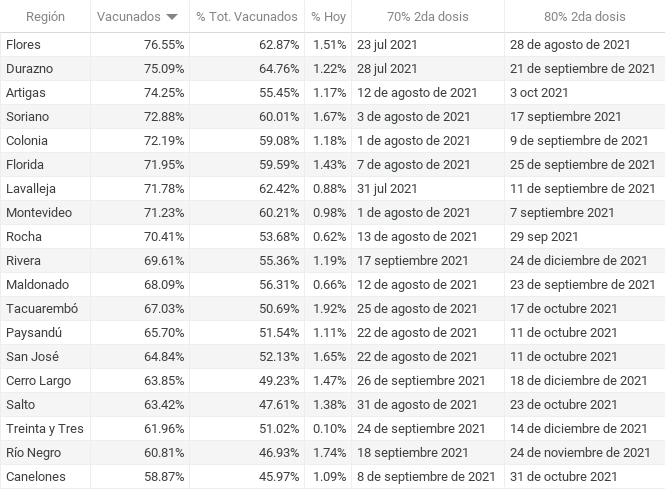 Región Vacunados % Tot. Vacunados % Hoy 70% 2da dosis 80% 2da dosis
Flores 76.55% 62.87% 1.51% 23 jul 2021 28 de agosto de 2021
Durazno 75.09% 64.76% 1.22% 28 jul 2021 21 de septiembre de 2021
Artigas 74.25% 55.45% 1.17% 12 de agosto de 2021 3 oct 2021
Soriano 72.88% 60.01% 1.67% 3 de agosto de 2021 17 septiembre 2021
Colonia 72.19% 59.08% 1.18% 1 de agosto de 2021 9 de septiembre de 2021
Florida 71.95% 59.59% 1.43% 7 de agosto de 2021 25 de septiembre de 2021
Lavalleja 71.78% 62.42% 0.88% 31 jul 2021 11 de septiembre de 2021
Montevideo 71.23% 60.21% 0.98% 1 de agosto de 2021 7 septiembre 2021
Rocha 70.41% 53.68% 0.62% 13 de agosto de 2021 29 sep 2021
Rivera 69.61% 55.36% 1.19% 17 septiembre 2021 24 de diciembre de 2021
Maldonado 68.09% 56.31% 0.66% 12 de agosto de 2021 23 de septiembre de 2021
Tacuarembó 67.03% 50.69% 1.92% 25 de agosto de 2021 17 de octubre 2021
Paysandú 65.70% 51.54% 1.11% 22 de agosto de 2021 11 de octubre 2021
San José 64.84% 52.13% 1.65% 22 de agosto de 2021 11 de octubre 2021
Cerro Largo 63.85% 49.23% 1.47% 26 de septiembre 2021 18 de diciembre de 2021
Salto 63.42% 47.61% 1.38% 31 de agosto de 2021 23 de octubre 2021
Treinta y Tres 61.96% 51.02% 0.10% 24 de septiembre 2021 14 de diciembre de 2021
Río Negro 60.81% 46.93% 1.74% 18 septiembre 2021 24 de noviembre de 2021
Canelones 58.87% 45.97% 1.09% 8 de septiembre de 2021 31 de octubre 2021